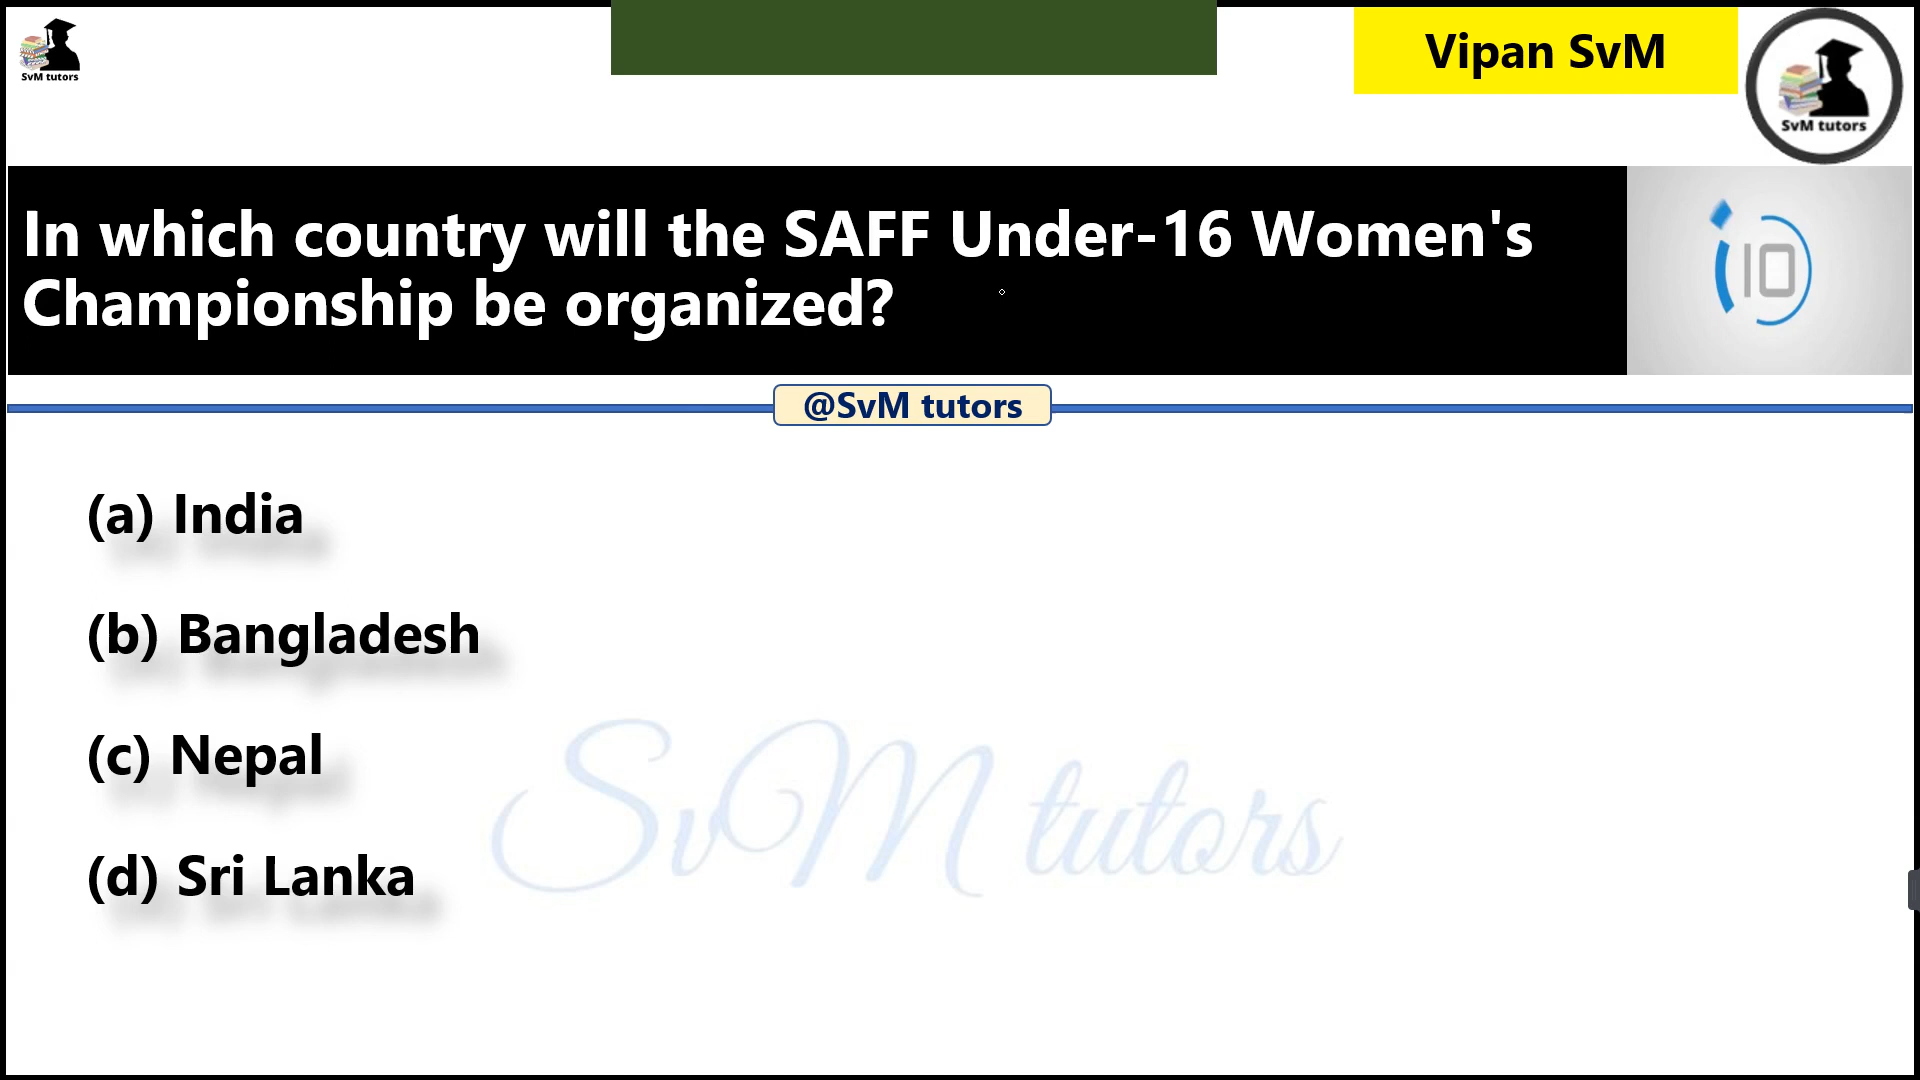 SvM tutors
Vipan SvM
SvM tutors
In which country will the SAFF Under-16 Women's
Championship be organized?
10
@SvM tutors
(a) India
(b) Bangladesh
(c) Nepal
(d) Sri Lanka
SvM tutors